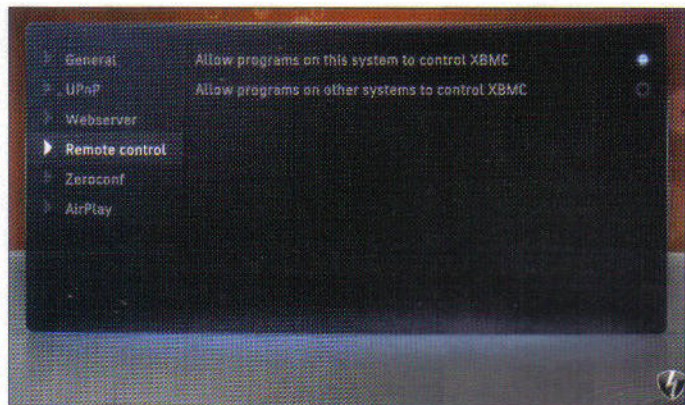 General
UPnP
Webserver
Remote control
Zeroconf
AirPlay
Allow programs on this system to control XBMC
Allow programs on other systems to control XBMC